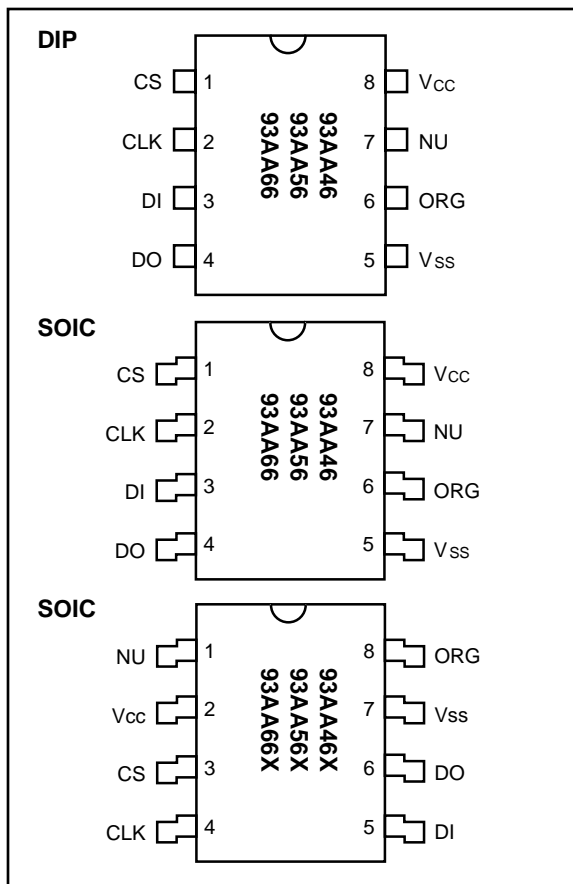 DIP
CS 1 8 VCC
CLK 2 7 NU
DI 3 6 ORG
DO 4 5 VSS
93AA46
93AA56
93AA66
SOIC
CS 1 8 VCC
CLK 2 7 NU
DI 3 6 ORG
DO 4 5 VSS
93AA46
93AA56
93AA66
SOIC
NU 1 8 ORG
Vcc 2 7 Vss
CS 3 6 DO
CLK 4 5 DI
93AA46X
93AA56X
93AA66X